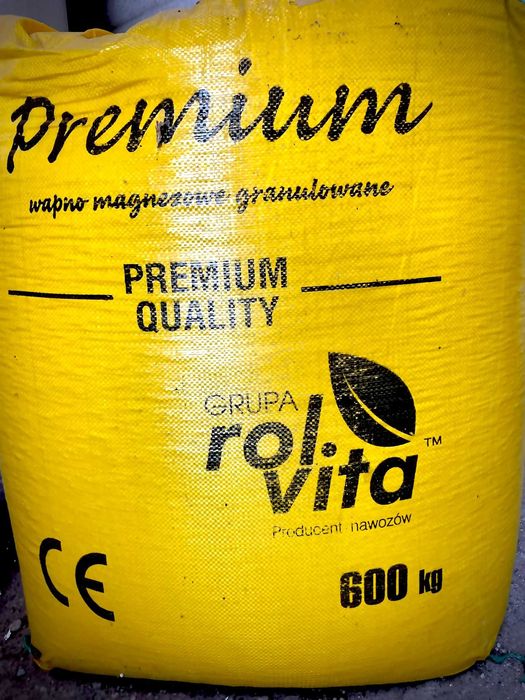 Premium
wapno magnezowe granulowane
PREMIUM
QUALITY
GRUPA
rol
vita
TM
Producent nawozów
CE
600 kg